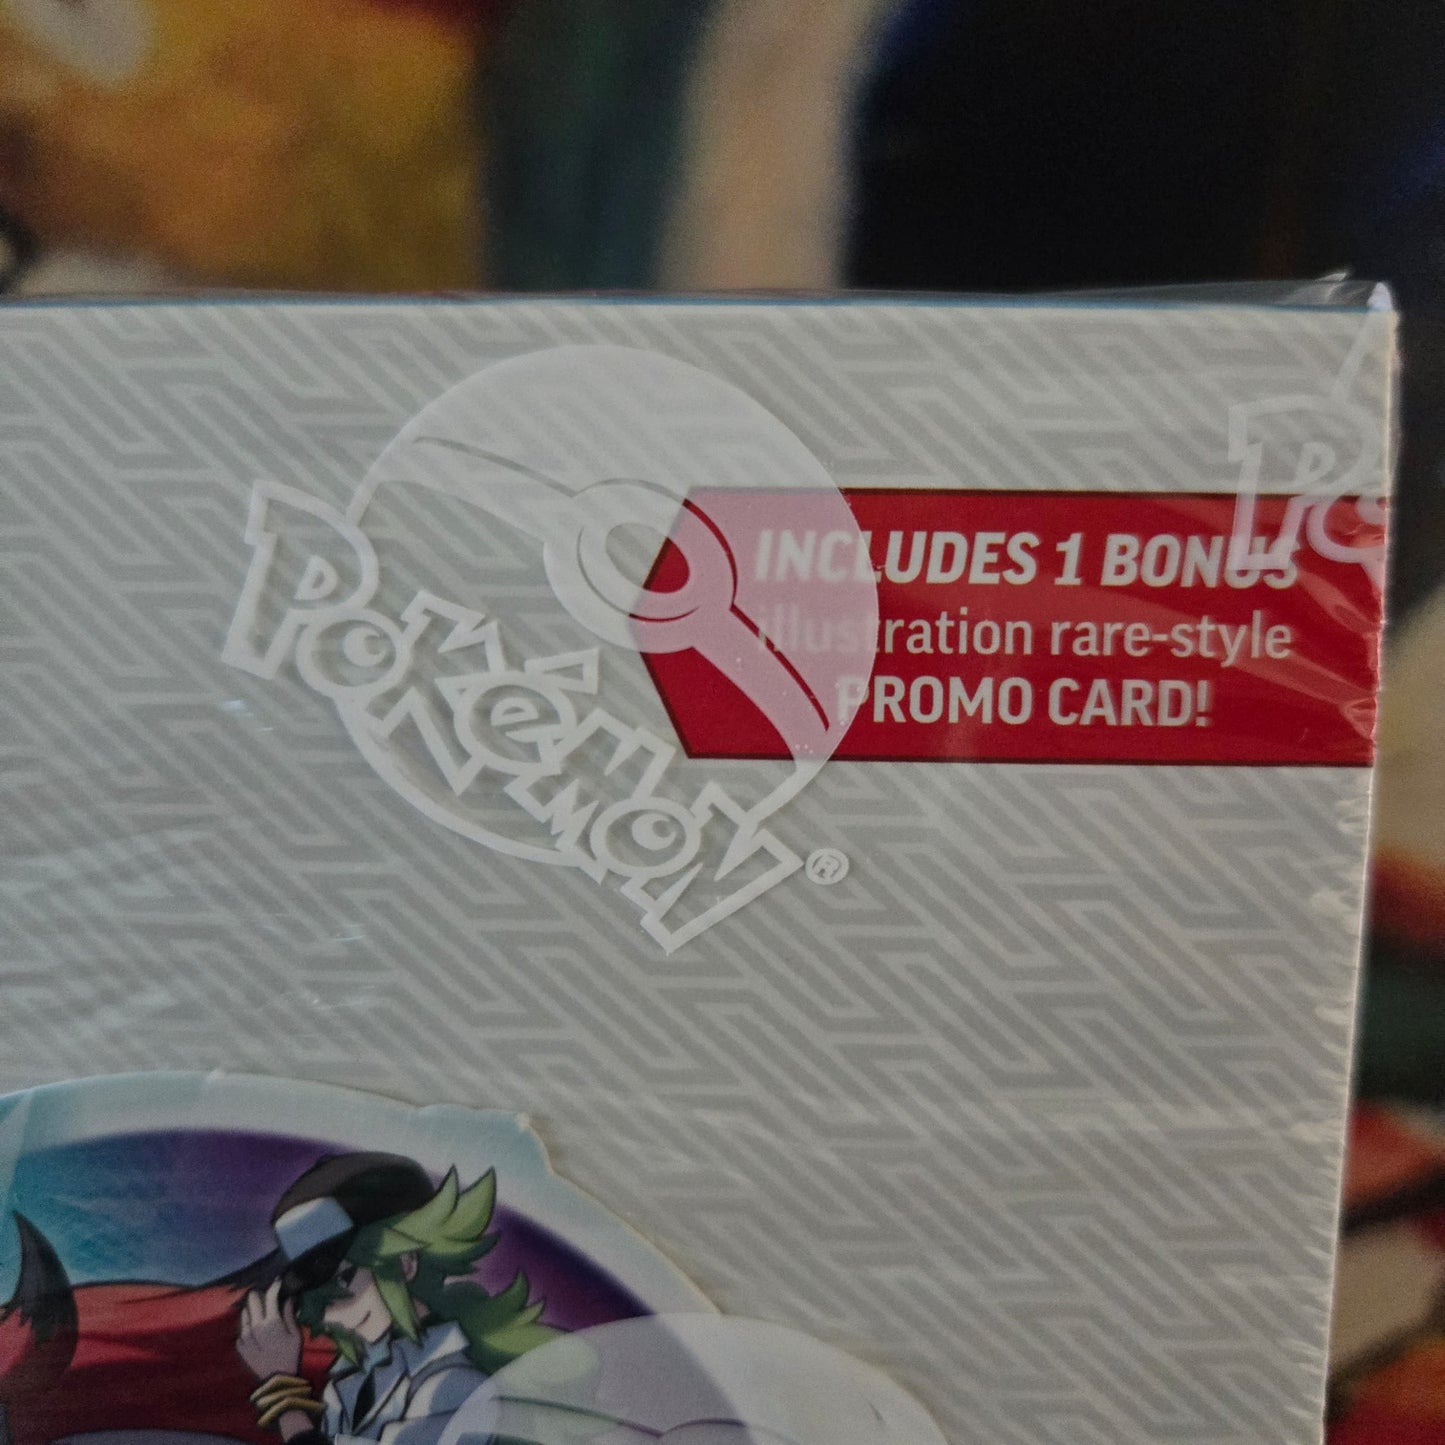 Pokémon®
INCLUDES 1 BONUS
illustration rare-style
PROMO CARD!